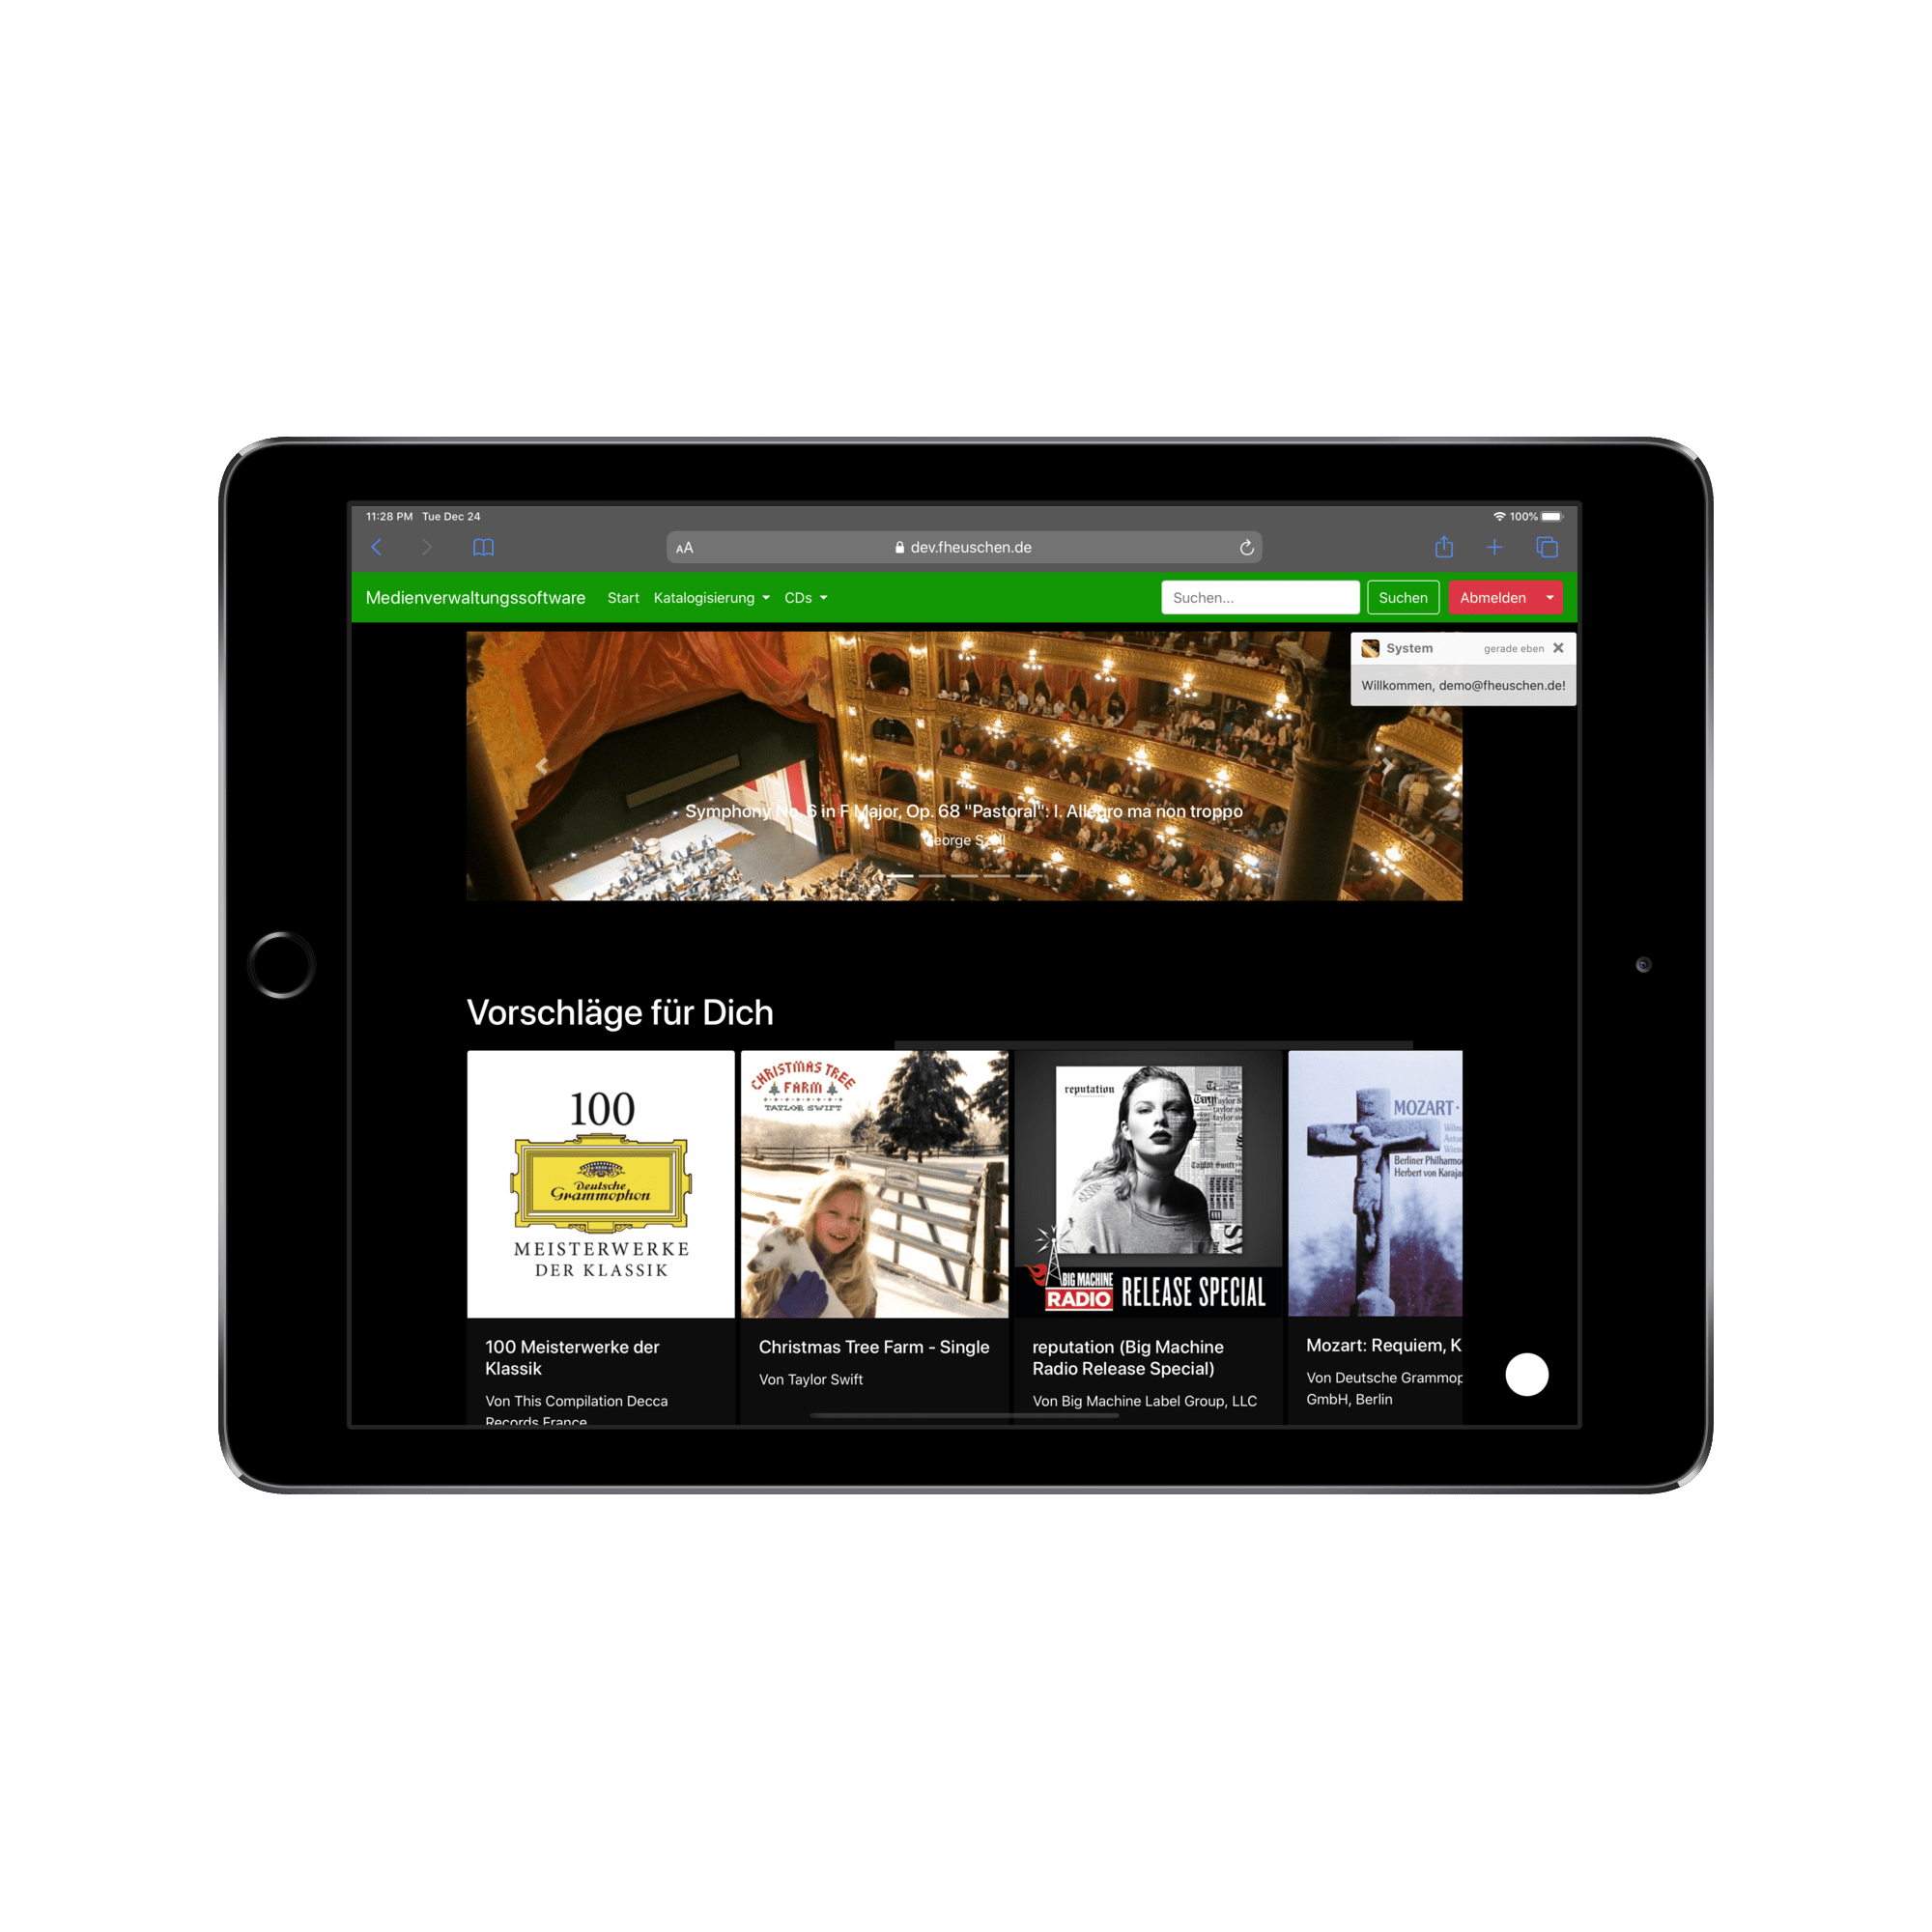 11:28 PM Tue Dec 24
100%
AA dev.fheuschen.de
Medienverwaltungssoftware Start Katalogisierung CDs Suchen... Suchen Abmelden
System gerade eben
Willkommen, demo@fheuschen.de!
Symphony No. 6 in F Major, Op. 68 "Pastoral": I. Allegro ma non troppo
George Szell
Vorschläge für Dich
100
Deutsche
Grammophon
MEISTERWERKE
DER KLASSIK
CHRISTMAS TREE
FARM
TAYLOR SWIFT
reputation
Taylor Swift
BIG MACHINE
RADIO RELEASE SPECIAL
MOZART ·
Berliner Philharmo
Herbert von Karaja
100 Meisterwerke der
Klassik
Von This Compilation Decca
Records France
Christmas Tree Farm - Single
Von Taylor Swift
reputation (Big Machine
Radio Release Special)
Von Big Machine Label Group, LLC
Mozart: Requiem, K
Von Deutsche Grammop
GmbH, Berlin